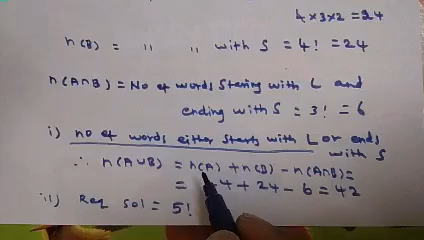 4 x 3 x 2 = 24
n(B) = " " with S = 4! = 24
n(A∩B) = No of words Staring with L and
ending with S = 3! = 6
i) no of words either starts with L or ends
with S
∴ n(A∪B) = n(A) + n(B) - n(A∩B) =
= 4 + 24 - 6 = 42
ii) Req sol = 5!